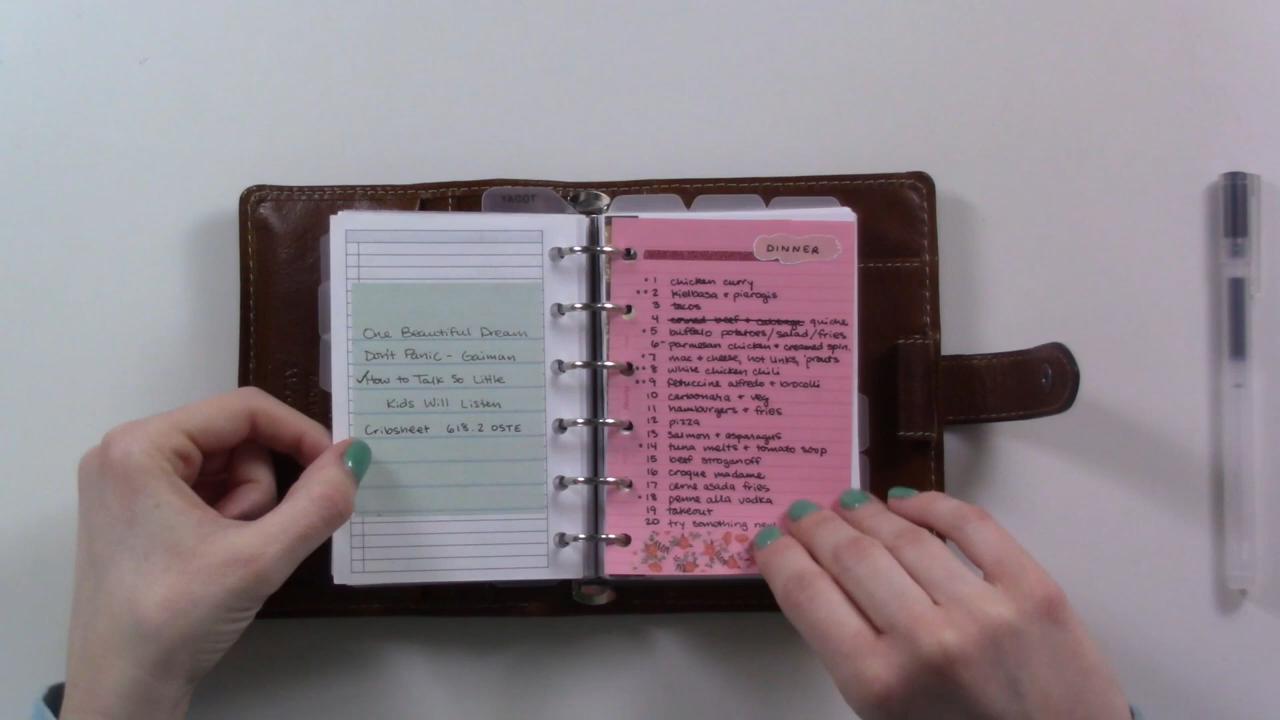 One Beautiful Dream
Don't Panic - Gaiman
✓How to Talk So Little
Kids Will Listen
Cribsheet 618.2 OSTE
DINNER
• 1 chicken curry
•• 2 kielbasa + pierogis
3 tacos
4 corned beef + cabbage quiche
• 5 buffalo potatoes/salad/fries
6 parmesan chicken + creamed spin.
• 7 mac + cheese, hot links, sprouts
•• 8 white chicken chili
•• 9 fetuccine alfredo + brocolli
10 carbonara + veg
11 hamburgers + fries
12 pizza
13 salmon + asparagus
• 14 tuna melts + tomato soup
15 beef stroganoff
16 croque madame
17 carne asada fries
• 18 penne alla vodka
19 takeout
20 try something new